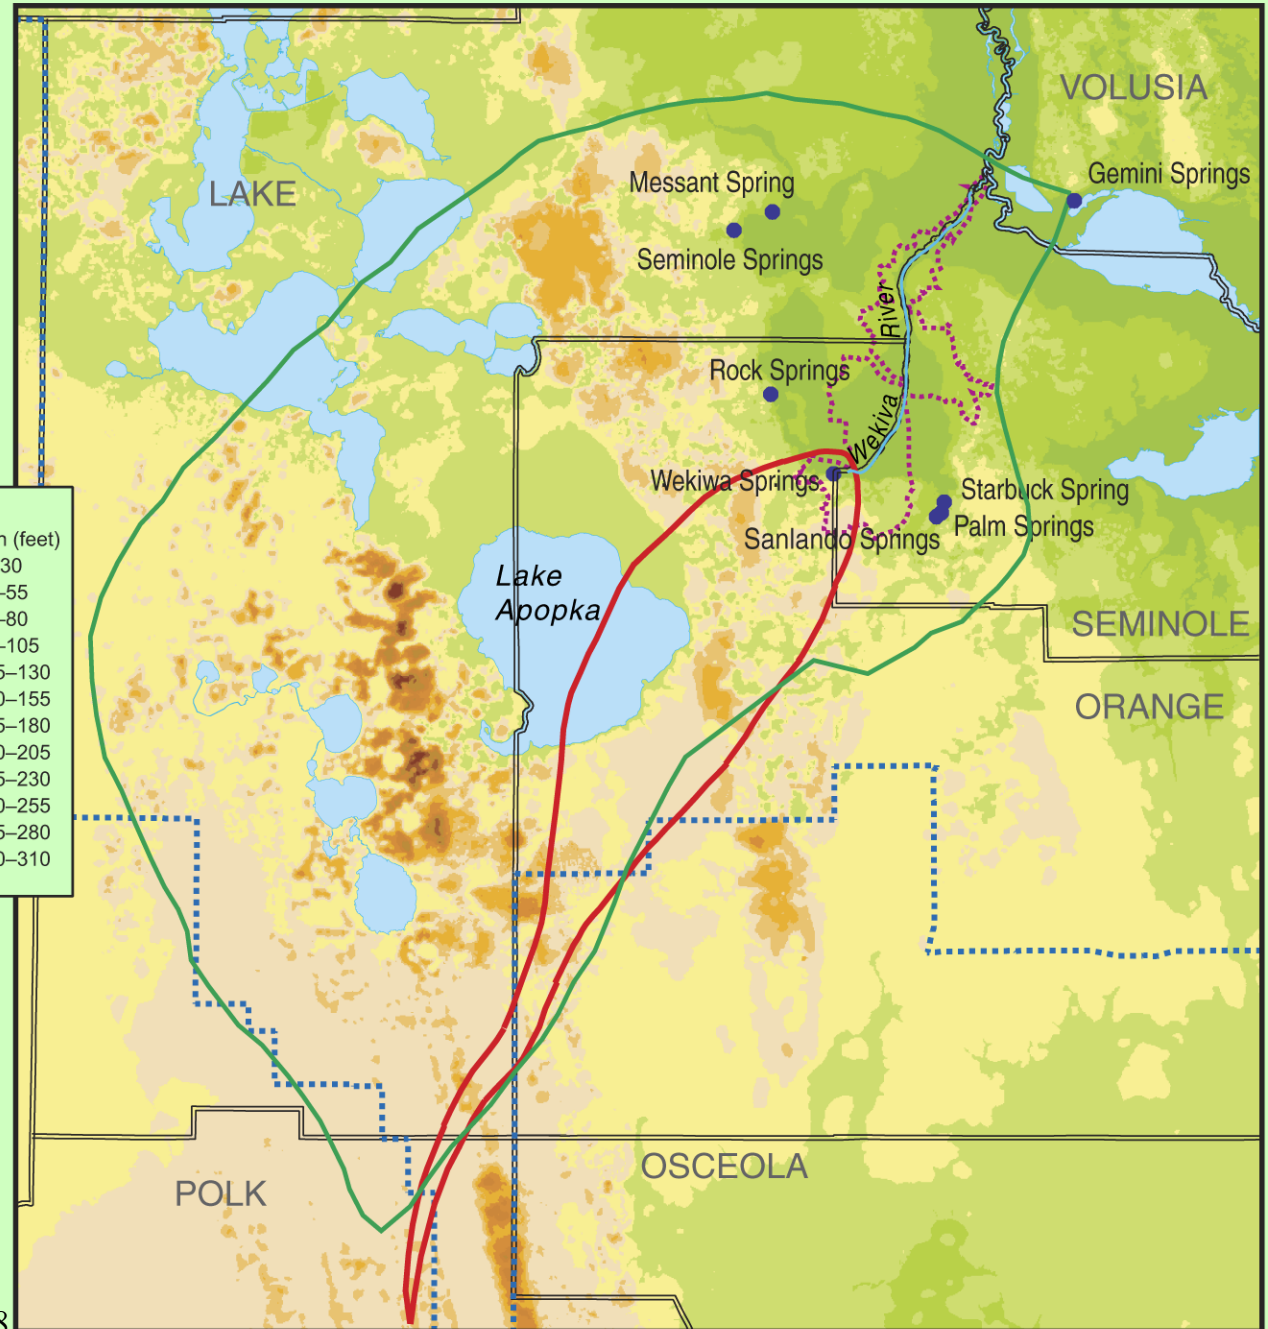 VOLUSIA
Gemini Springs
Messant Spring
LAKE
Seminole Springs
River
Rock Springs
Wekiva
Wekiwa Springs
Starbuck Spring
Palm Springs
Sanlando Springs
n (feet)
30
–55
–80
–105
5–130
0–155
5–180
0–205
5–230
0–255
5–280
0–310
Lake
Apopka
SEMINOLE
ORANGE
OSCEOLA
POLK
8